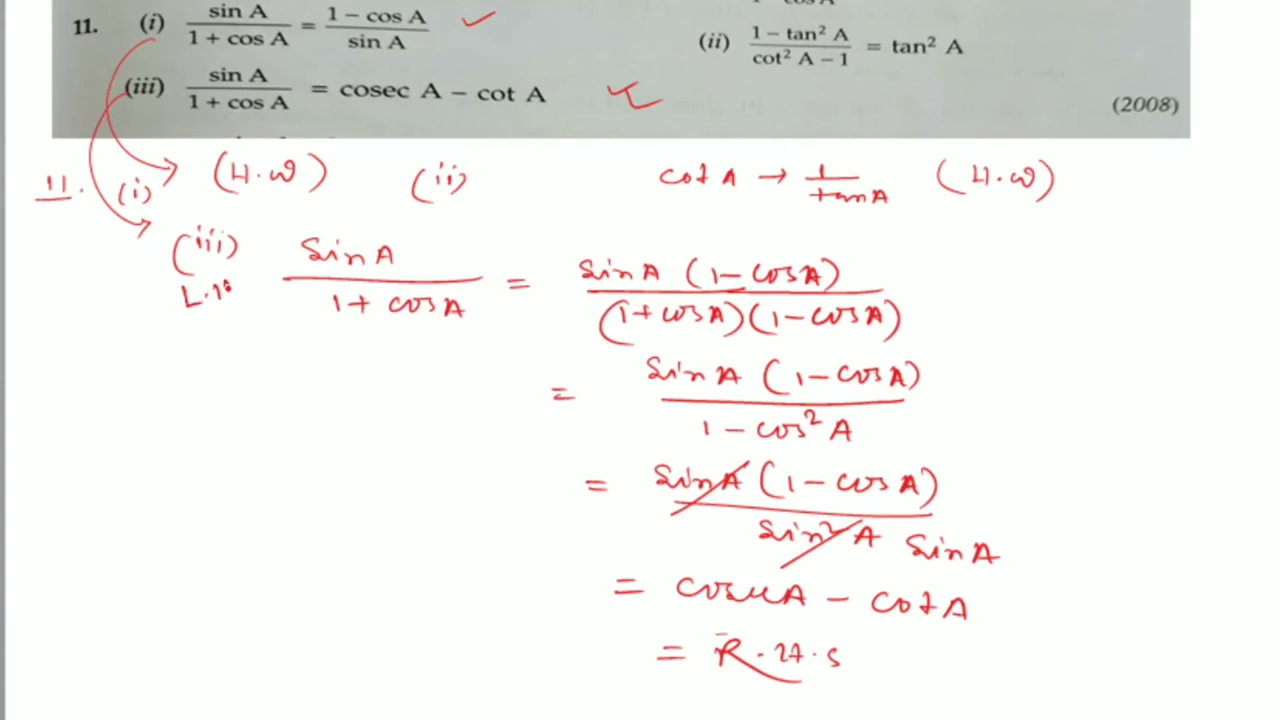 11. (i) sin A / 1 + cos A = 1 − cos A / sin A
(ii) 1 − tan² A / cot² A − 1 = tan² A
(iii) sin A / 1 + cos A = cosec A − cot A
(2008)
11. (i) (H.W) (ii) cot A → 1 / tan A (H.W)
(iii) sin A / 1 + cos A = sin A (1 − cos A) / (1 + cos A)(1 − cos A)
= sin A (1 − cos A) / 1 − cos² A
= sin A (1 − cos A) / sin² A sin A
= cosec A − cot A
= R.H.S